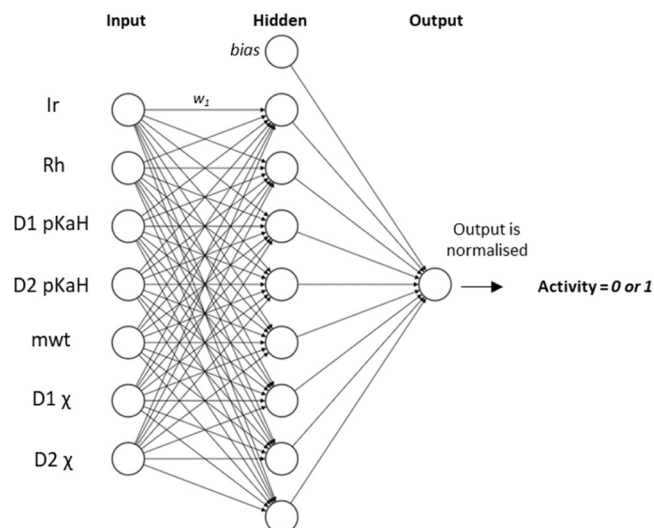 Input
Hidden
Output
bias
Ir
w1
Rh
D1 pKaH
D2 pKaH
mwt
D1 χ
D2 χ
Output is
normalised
Activity = 0 or 1